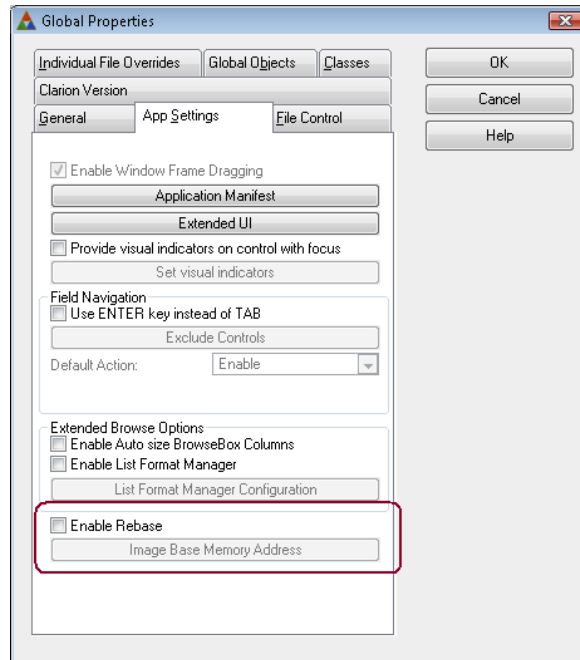 Global Properties
Individual File Overrides
Global Objects
Classes
Clarion Version
General
App Settings
File Control
OK
Cancel
Help
Enable Window Frame Dragging
Application Manifest
Extended UI
Provide visual indicators on control with focus
Set visual indicators
Field Navigation
Use ENTER key instead of TAB
Exclude Controls
Default Action:
Enable
Extended Browse Options
Enable Auto size BrowseBox Columns
Enable List Format Manager
List Format Manager Configuration
Enable Rebase
Image Base Memory Address